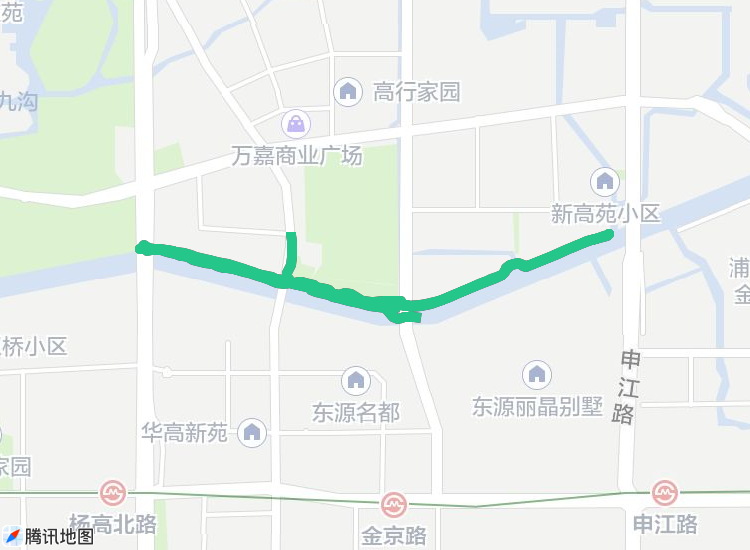 苑
九沟
高行家园
万嘉商业广场
新高苑小区
浦
金
桥小区
申江路
东源名都
东源丽晶别墅
华高新苑
家园
杨高北路
金京路
申江路
腾讯地图